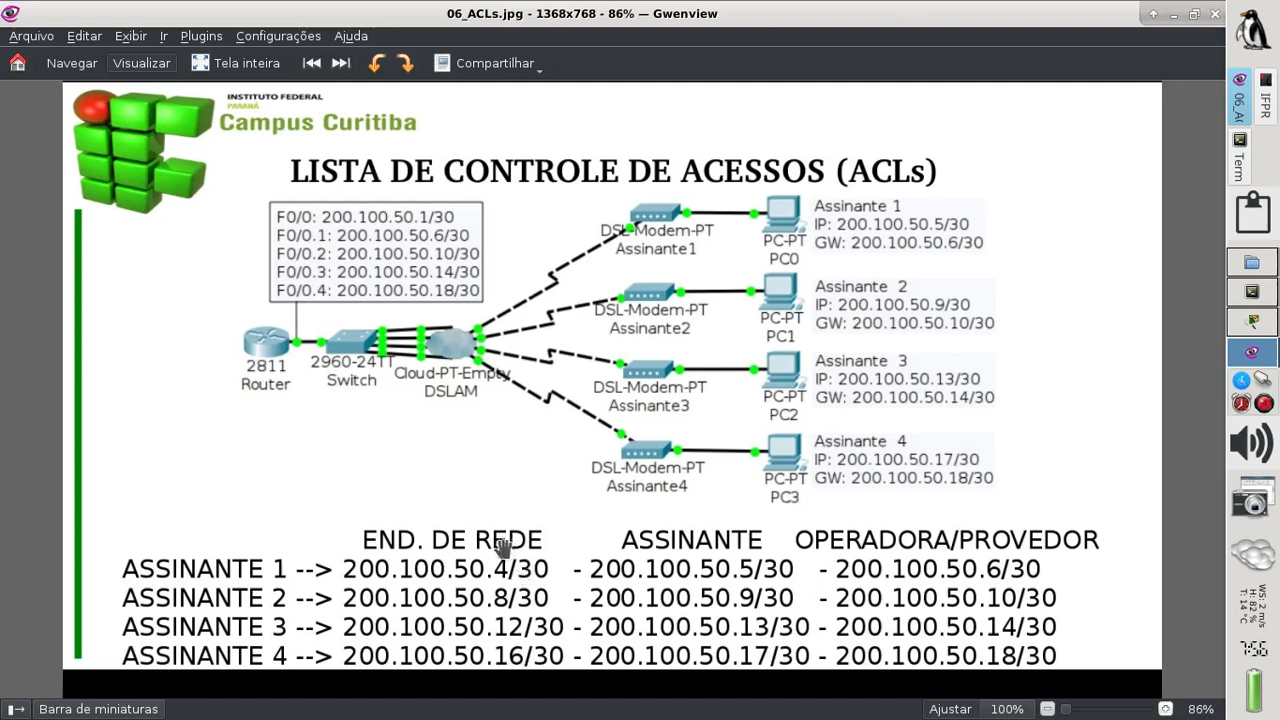 06_ACLs.jpg - 1368x768 - 86% — Gwenview
Arquivo Editar Exibir Ir Plugins Configurações Ajuda
Navegar Visualizar Tela inteira Compartilhar
INSTITUTO FEDERAL
PARANÁ
Campus Curitiba
LISTA DE CONTROLE DE ACESSOS (ACLs)
F0/0: 200.100.50.1/30
F0/0.1: 200.100.50.6/30
F0/0.2: 200.100.50.10/30
F0/0.3: 200.100.50.14/30
F0/0.4: 200.100.50.18/30
2811
Router
2960-24TT
Switch
Cloud-PT-Empty
DSLAM
DSL-Modem-PT
Assinante1
PC-PT
PC0
Assinante 1
IP: 200.100.50.5/30
GW: 200.100.50.6/30
DSL-Modem-PT
Assinante2
PC-PT
PC1
Assinante 2
IP: 200.100.50.9/30
GW: 200.100.50.10/30
DSL-Modem-PT
Assinante3
PC-PT
PC2
Assinante 3
IP: 200.100.50.13/30
GW: 200.100.50.14/30
DSL-Modem-PT
Assinante4
PC-PT
PC3
Assinante 4
IP: 200.100.50.17/30
GW: 200.100.50.18/30
END. DE REDE ASSINANTE OPERADORA/PROVEDOR
ASSINANTE 1 --> 200.100.50.4/30 - 200.100.50.5/30 - 200.100.50.6/30
ASSINANTE 2 --> 200.100.50.8/30 - 200.100.50.9/30 - 200.100.50.10/30
ASSINANTE 3 --> 200.100.50.12/30 - 200.100.50.13/30 - 200.100.50.14/30
ASSINANTE 4 --> 200.100.50.16/30 - 200.100.50.17/30 - 200.100.50.18/30
Barra de miniaturas Ajustar 100% 86%
06_A
IFPR
Term
WS: 2 m/s
H: 82 %
T: 14 °C
7:56